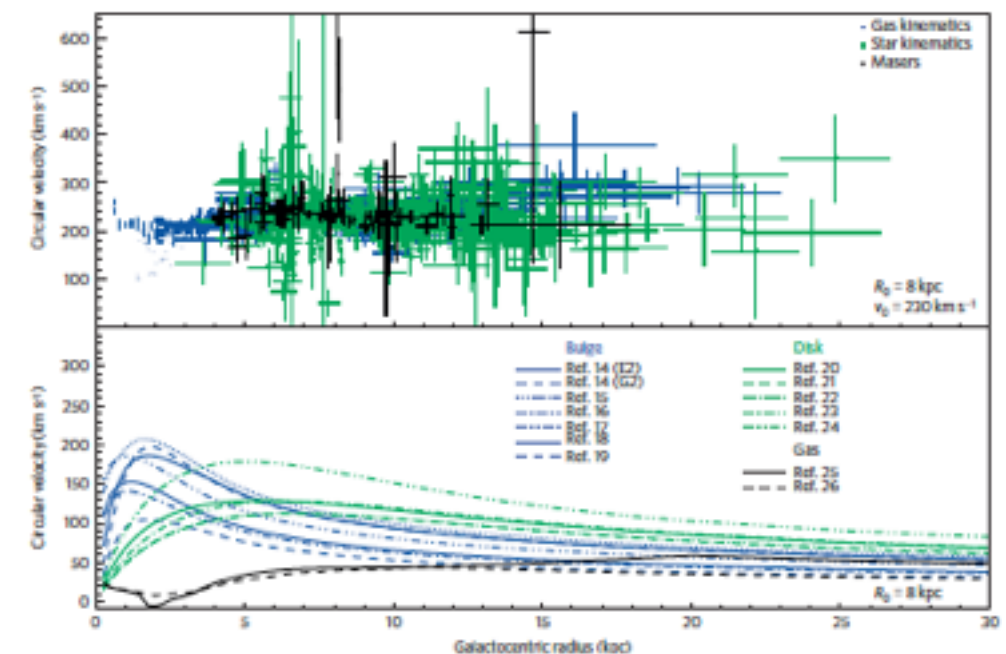 Circular velocity (km s⁻¹)
600
500
400
300
200
100
Gas kinematics
Star kinematics
Masers
R₀ = 8 kpc
v₀ = 230 km s⁻¹
Circular velocity (km s⁻¹)
300
250
200
150
100
50
0
Bulge
Ref. 14 (E2)
Ref. 14 (G2)
Ref. 15
Ref. 16
Ref. 17
Ref. 18
Ref. 19
Disk
Ref. 20
Ref. 21
Ref. 22
Ref. 23
Ref. 24
Gas
Ref. 25
Ref. 26
R₀ = 8 kpc
0 5 10 15 20 25 30
Galactocentric radius (kpc)